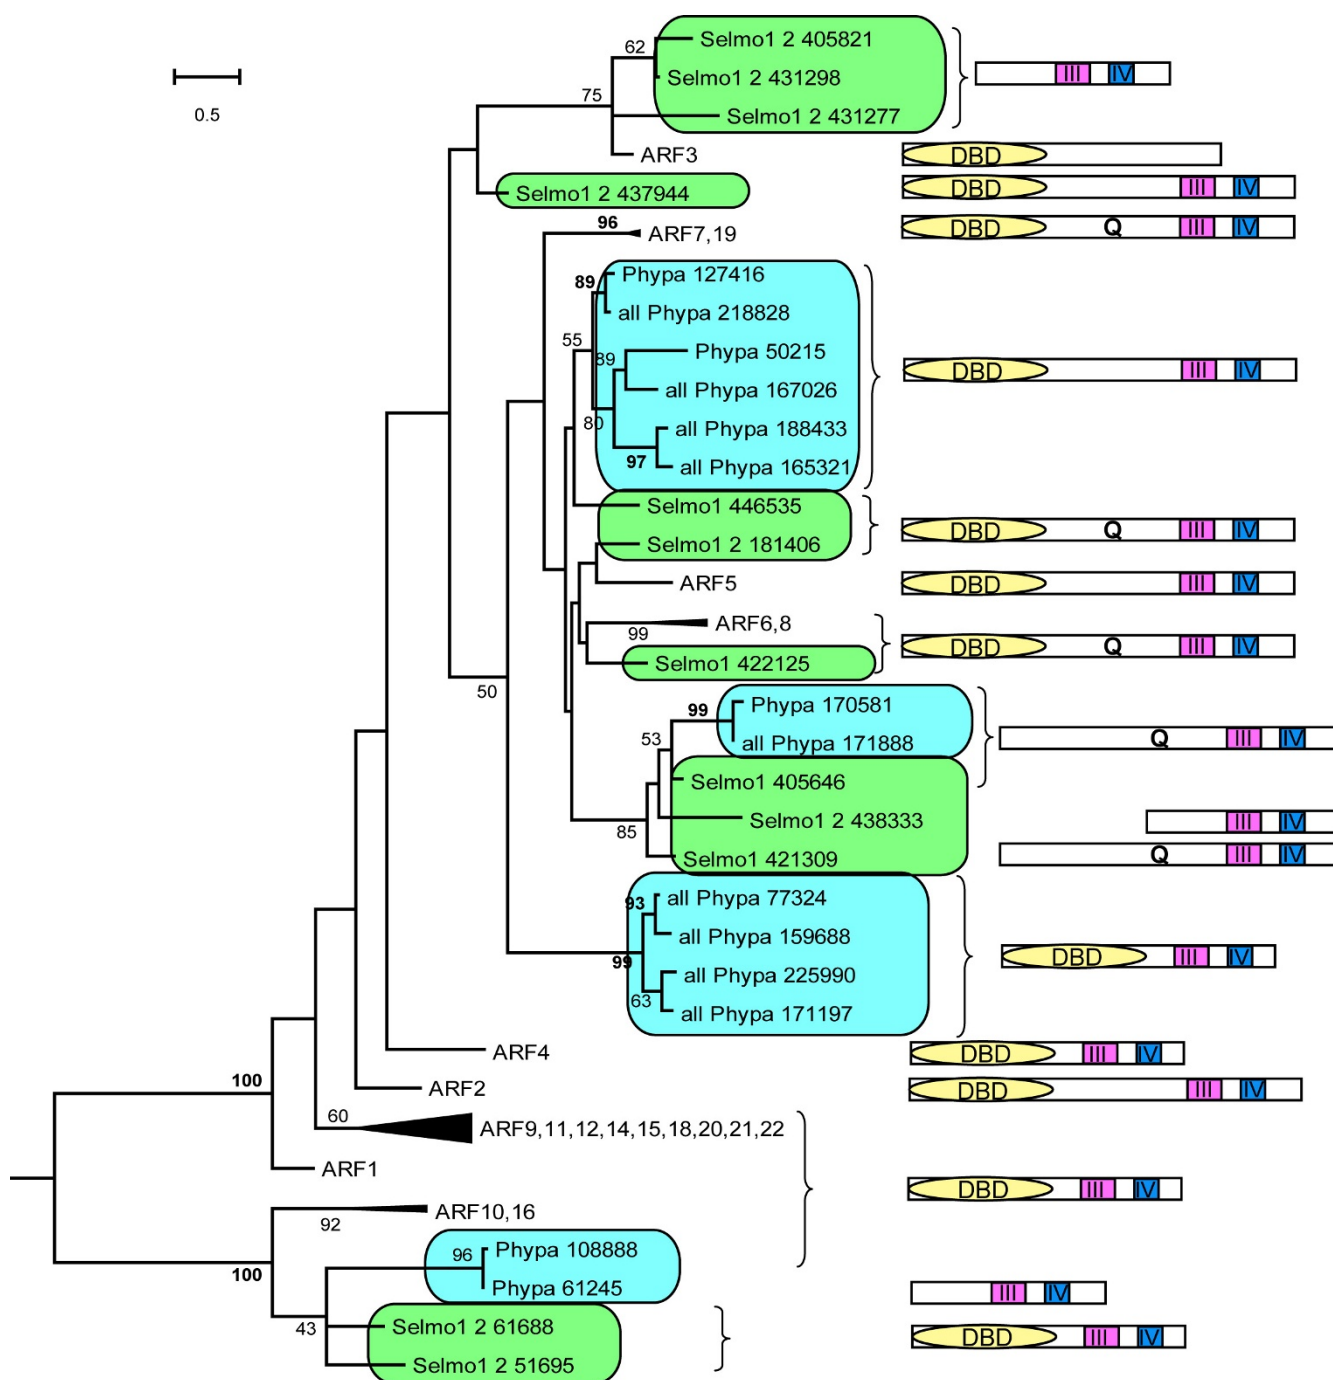 62
Selmo1 2 405821
0.5
Selmo1 2 431298
III IV
75
Selmo1 2 431277
ARF3
DBD
Selmo1 2 437944
DBD III IV
96
ARF7,19
DBD Q III IV
Phypa 127416
89
all Phypa 218828
55
89
Phypa 50215
DBD III IV
all Phypa 167026
80
all Phypa 188433
97
all Phypa 165321
Selmo1 446535
DBD Q III IV
Selmo1 2 181406
ARF5
DBD III IV
ARF6,8
99
DBD Q III IV
Selmo1 422125
50
Phypa 170581
99
53
all Phypa 171888
Q III IV
Selmo1 405646
Selmo1 2 438333
III IV
85
Selmo1 421309
Q III IV
all Phypa 77324
93
all Phypa 159688
99
DBD III IV
all Phypa 225990
63
all Phypa 171197
ARF4
DBD III IV
100
ARF2
DBD III IV
60
ARF9,11,12,14,15,18,20,21,22
ARF1
DBD III IV
ARF10,16
92
Phypa 108888
96
100
Phypa 61245
III IV
43
Selmo1 2 61688
DBD III IV
Selmo1 2 51695